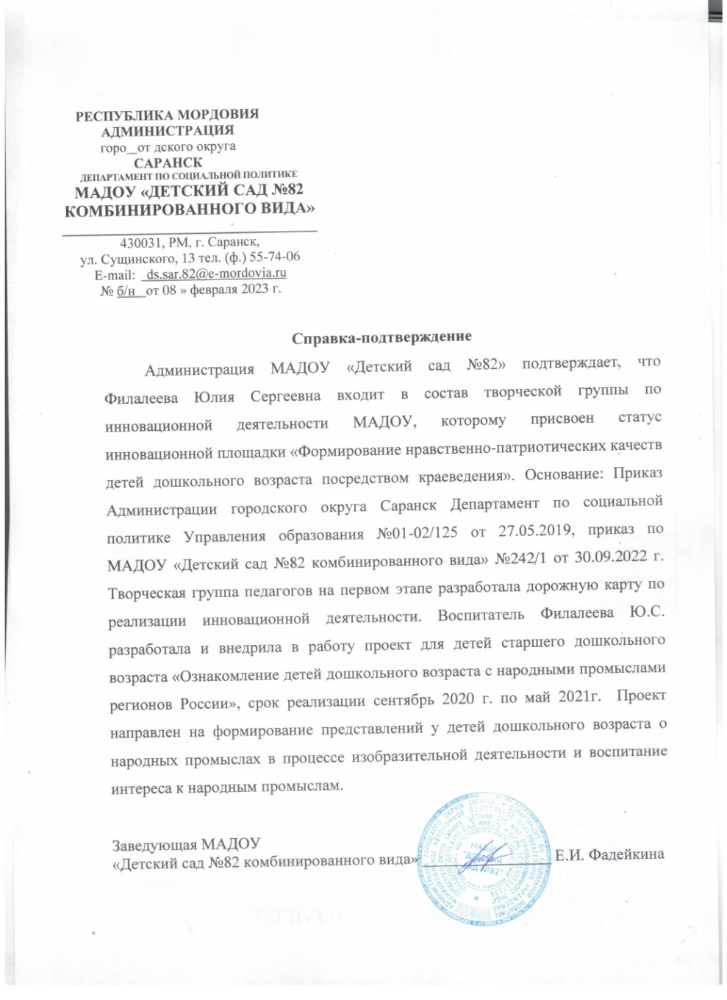 РЕСПУБЛИКА МОРДОВИЯ
АДМИНИСТРАЦИЯ
горо_от дского округа
САРАНСК
ДЕПАРТАМЕНТ ПО СОЦИАЛЬНОЙ ПОЛИТИКЕ
МАДОУ «ДЕТСКИЙ САД №82
КОМБИНИРОВАННОГО ВИДА»
430031, РМ, г. Саранск,
ул. Сущинского, 13 тел. (ф.) 55-74-06
E-mail: ds.sar.82@e-mordovia.ru
№ б/н от 08 » февраля 2023 г.
Справка-подтверждение
Администрация МАДОУ «Детский сад №82» подтверждает, что
Филалеева Юлия Сергеевна входит в состав творческой группы по
инновационной деятельности МАДОУ, которому присвоен статус
инновационной площадки «Формирование нравственно-патриотических качеств
детей дошкольного возраста посредством краеведения». Основание: Приказ
Администрации городского округа Саранск Департамент по социальной
политике Управления образования №01-02/125 от 27.05.2019, приказ по
МАДОУ «Детский сад №82 комбинированного вида» №242/1 от 30.09.2022 г.
Творческая группа педагогов на первом этапе разработала дорожную карту по
реализации инновационной деятельности. Воспитатель Филалеева Ю.С.
разработала и внедрила в работу проект для детей старшего дошкольного
возраста «Ознакомление детей дошкольного возраста с народными промыслами
регионов России», срок реализации сентябрь 2020 г. по май 2021г. Проект
направлен на формирование представлений у детей дошкольного возраста о
народных промыслах в процессе изобразительной деятельности и воспитание
интереса к народным промыслам.
Заведующая МАДОУ
«Детский сад №82 комбинированного вида» Е.И. Фадейкина
МАДОУ
"ДЕТСКИЙ
САД №82"